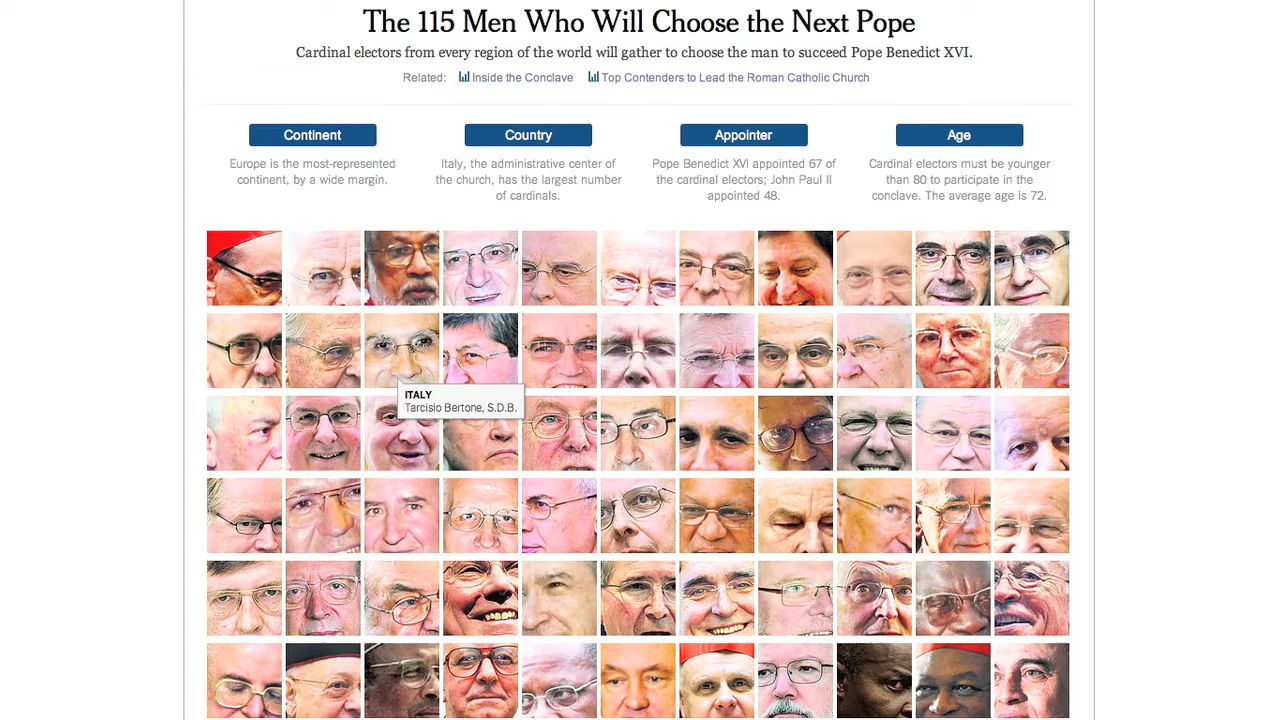 The 115 Men Who Will Choose the Next Pope
Cardinal electors from every region of the world will gather to choose the man to succeed Pope Benedict XVI.
Related: Inside the Conclave Top Contenders to Lead the Roman Catholic Church
Continent
Europe is the most-represented
continent, by a wide margin.
Country
Italy, the administrative center of
the church, has the largest number
of cardinals.
Appointer
Pope Benedict XVI appointed 67 of
the cardinal electors; John Paul II
appointed 48.
Age
Cardinal electors must be younger
than 80 to participate in the
conclave. The average age is 72.
ITALY
Tarcisio Bertone, S.D.B.